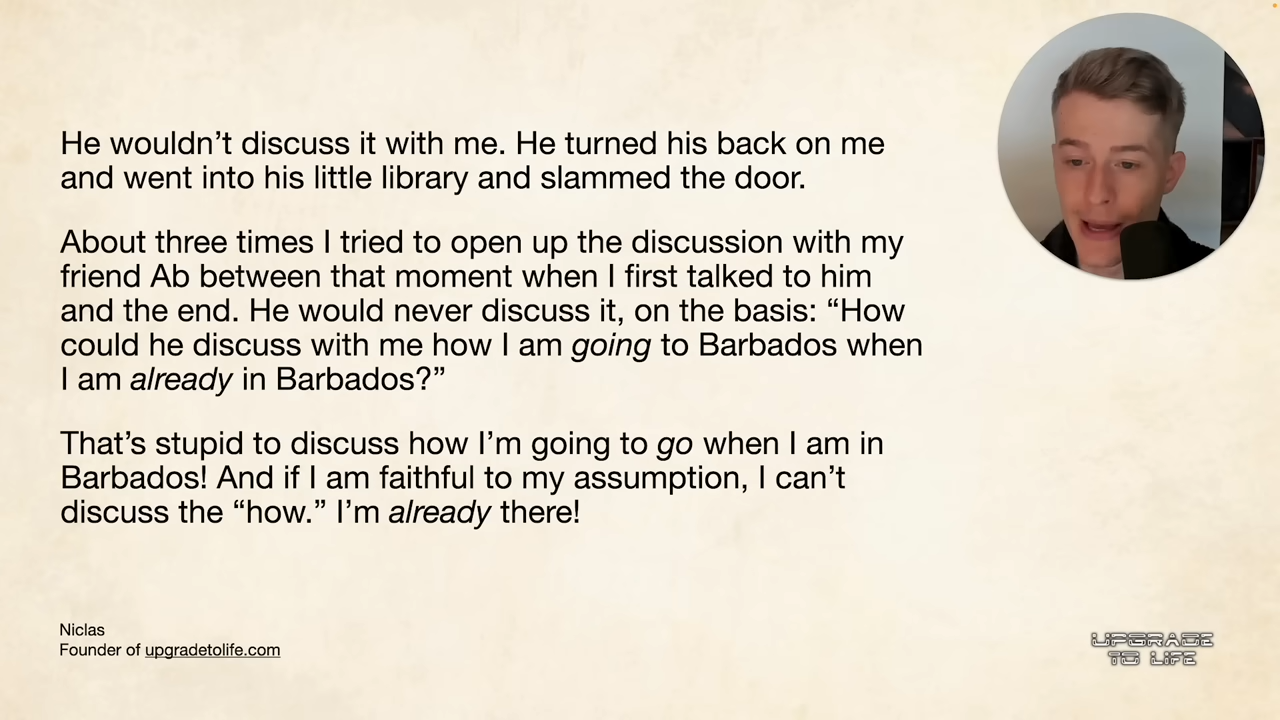 He wouldn’t discuss it with me. He turned his back on me
and went into his little library and slammed the door.
About three times I tried to open up the discussion with my
friend Ab between that moment when I first talked to him
and the end. He would never discuss it, on the basis: “How
could he discuss with me how I am going to Barbados when
I am already in Barbados?”
That’s stupid to discuss how I’m going to go when I am in
Barbados! And if I am faithful to my assumption, I can’t
discuss the “how.” I’m already there!
Niclas
Founder of upgradetolife.com
UPGRADE
TO LIFE